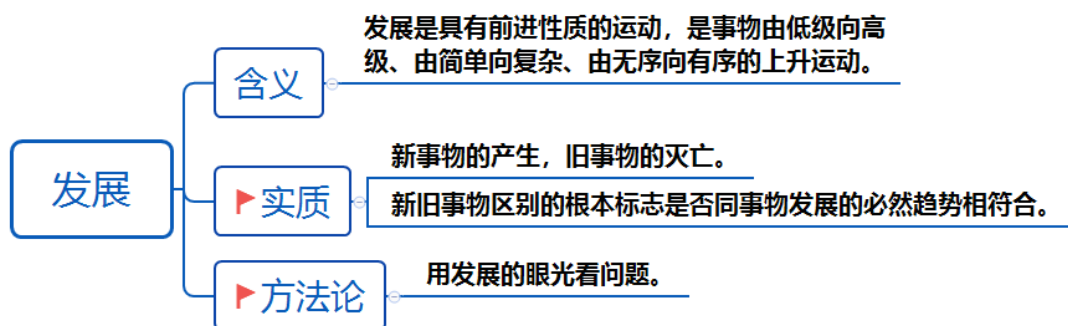 发展是具有前进性质的运动，是事物由低级向高
级、由简单向复杂、由无序向有序的上升运动。
含义
新事物的产生，旧事物的灭亡。
发展
实质
新旧事物区别的根本标志是否同事物发展的必然趋势相符合。
用发展的眼光看问题。
方法论